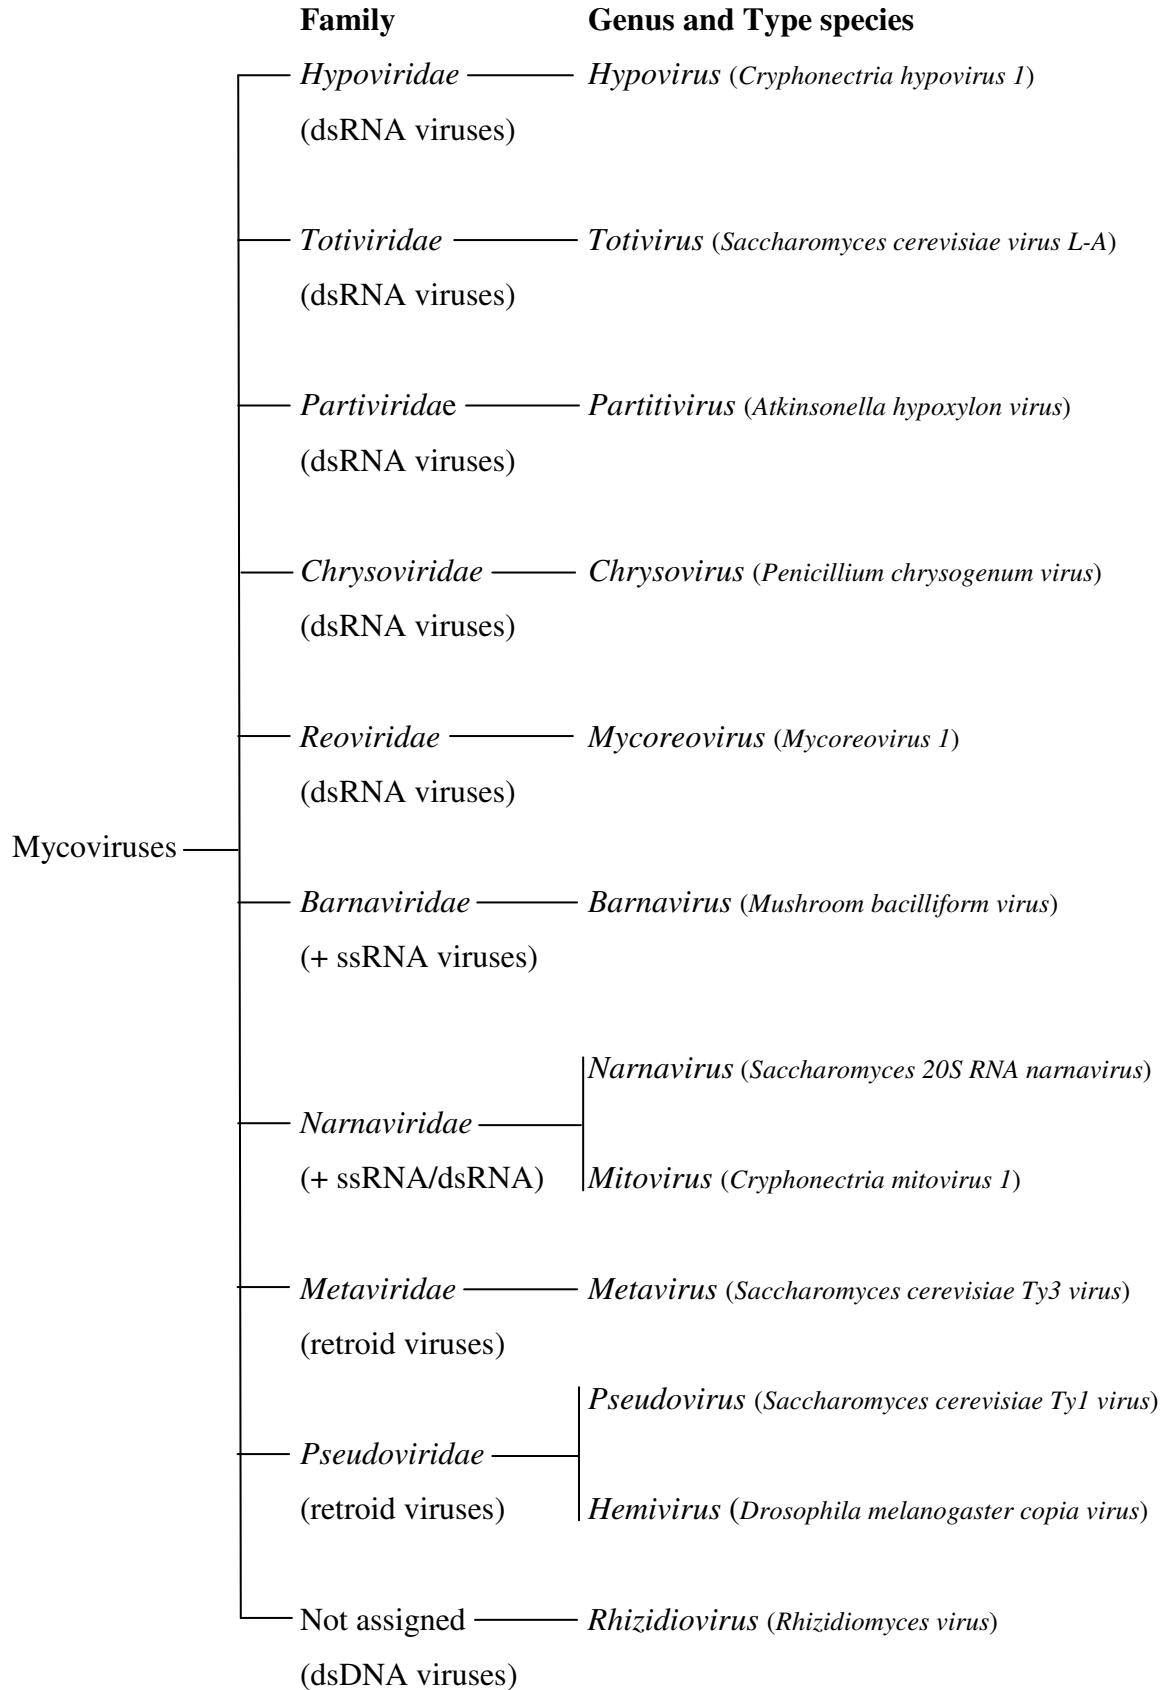 Family Genus and Type species
Hypoviridae Hypovirus (Cryphonectria hypovirus 1)
(dsRNA viruses)
Totiviridae Totivirus (Saccharomyces cerevisiae virus L-A)
(dsRNA viruses)
Partiviridae Partitivirus (Atkinsonella hypoxylon virus)
(dsRNA viruses)
Chrysoviridae Chrysovirus (Penicillium chrysogenum virus)
(dsRNA viruses)
Reoviridae Mycoreovirus (Mycoreovirus 1)
(dsRNA viruses)
Mycoviruses
Barnaviridae Barnavirus (Mushroom bacilliform virus)
(+ ssRNA viruses)
Narnavirus (Saccharomyces 20S RNA narnavirus)
Narnaviridae
(+ ssRNA/dsRNA) Mitovirus (Cryphonectria mitovirus 1)
Metaviridae Metavirus (Saccharomyces cerevisiae Ty3 virus)
(retroid viruses)
Pseudovirus (Saccharomyces cerevisiae Ty1 virus)
Pseudoviridae
(retroid viruses) Hemivirus (Drosophila melanogaster copia virus)
Not assigned Rhizidiovirus (Rhizidiomyces virus)
(dsDNA viruses)